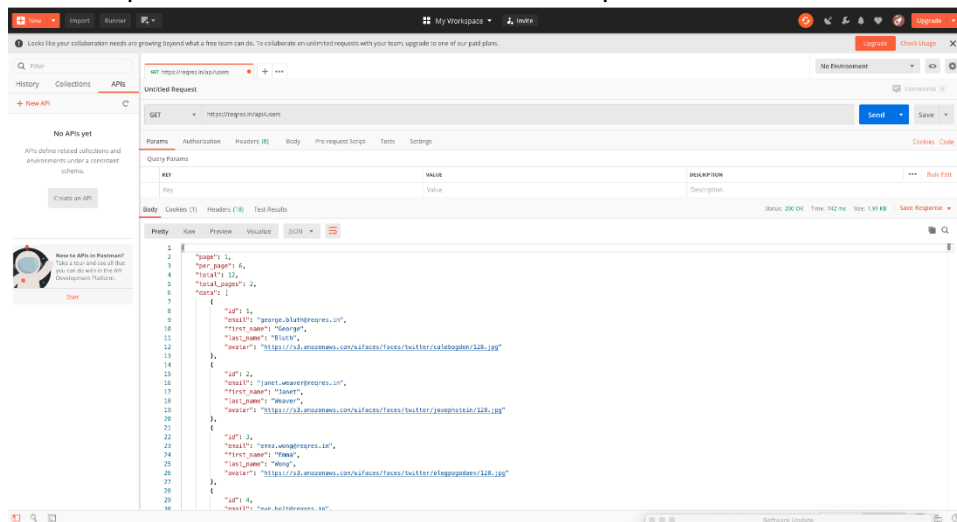 New Import Runner My Workspace Invite Upgrade
Looks like your collaboration needs are growing beyond what a free team can do. To collaborate on unlimited requests with your team, upgrade to one of our paid plans. Upgrade Check Usage X
Filter
History Collections APIs
+ New API
No APIs yet
APIs define related collections and
environments under a consistent
schema.
Create an API
New to APIs in Postman?
Take a tour and see all that
you can do with in the API
Development Platform.
Start
GET https://reqres.in/api/users + ••• No Environment
Untitled Request Comments
GET https://reqres.in/api/users Send Save
Params Authorization Headers (8) Body Pre-request Script Tests Settings Cookies Code
Query Params
KEY VALUE DESCRIPTION ••• Bulk Edit
Key Value Description
Body Cookies (1) Headers (18) Test Results Status: 200 OK Time: 742 ms Size: 1.91 KB Save Response
Pretty Raw Preview Visualize JSON
1 {
2 "page": 1,
3 "per_page": 6,
4 "total": 12,
5 "total_pages": 2,
6 "data": [
7 {
8 "id": 1,
9 "email": "george.bluth@reqres.in",
10 "first_name": "George",
11 "last_name": "Bluth",
12 "avatar": "https://s3.amazonaws.com/uifaces/faces/twitter/calebogden/128.jpg"
13 },
14 {
15 "id": 2,
16 "email": "janet.weaver@reqres.in",
17 "first_name": "Janet",
18 "last_name": "Weaver",
19 "avatar": "https://s3.amazonaws.com/uifaces/faces/twitter/josephstein/128.jpg"
20 },
21 {
22 "id": 3,
23 "email": "emma.wong@reqres.in",
24 "first_name": "Emma",
25 "last_name": "Wong",
26 "avatar": "https://s3.amazonaws.com/uifaces/faces/twitter/olegpogodaev/128.jpg"
27 },
28 {
29 "id": 4,
30 "email": "eve.holt@reqres.in",
Software Update